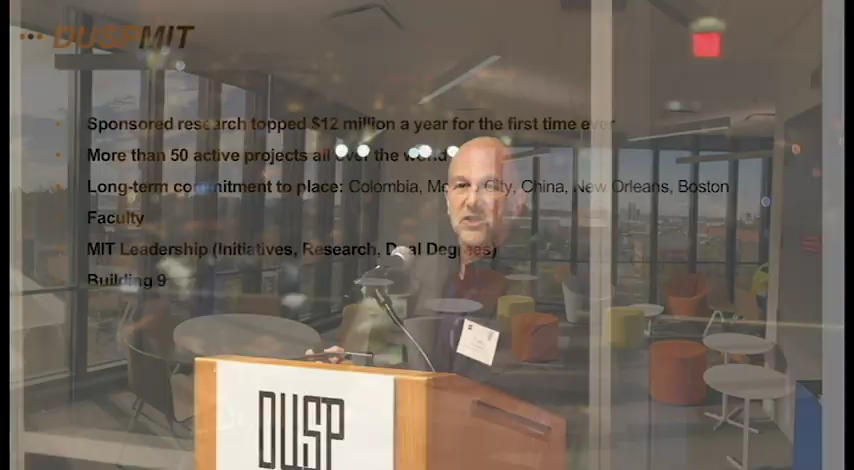 DUSPMIT
Sponsored research topped $12 million a year for the first time ever
More than 50 active projects all over the world
Long-term commitment to place: Colombia, Mexico City, China, New Orleans, Boston
Faculty
MIT Leadership (Initiatives, Research, Dual Degrees)
Building 9
DUSP